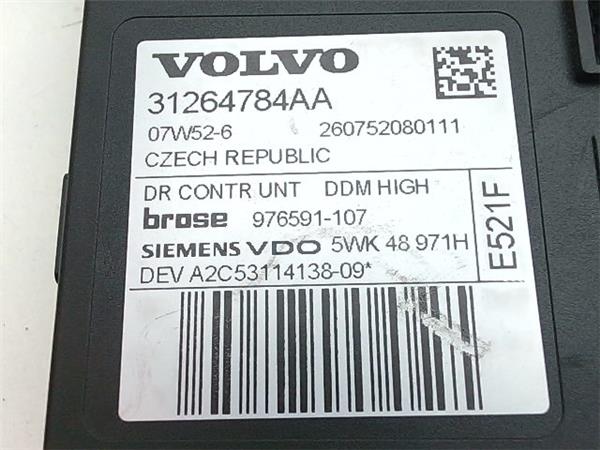 VOLVO
31264784AA
07W52-6 260752080111
CZECH REPUBLIC
DR CONTR UNT DDM HIGH
brose 976591-107
SIEMENS VDO 5WK 48 971H
DEV A2C53114138-09*
E521F